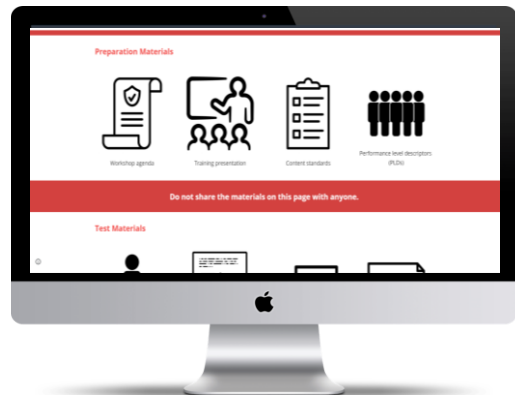 Preparation Materials
Workshop agenda
Training presentation
Content standards
Performance level descriptors
(PLDs)
Do not share the materials on this page with anyone.
Test Materials